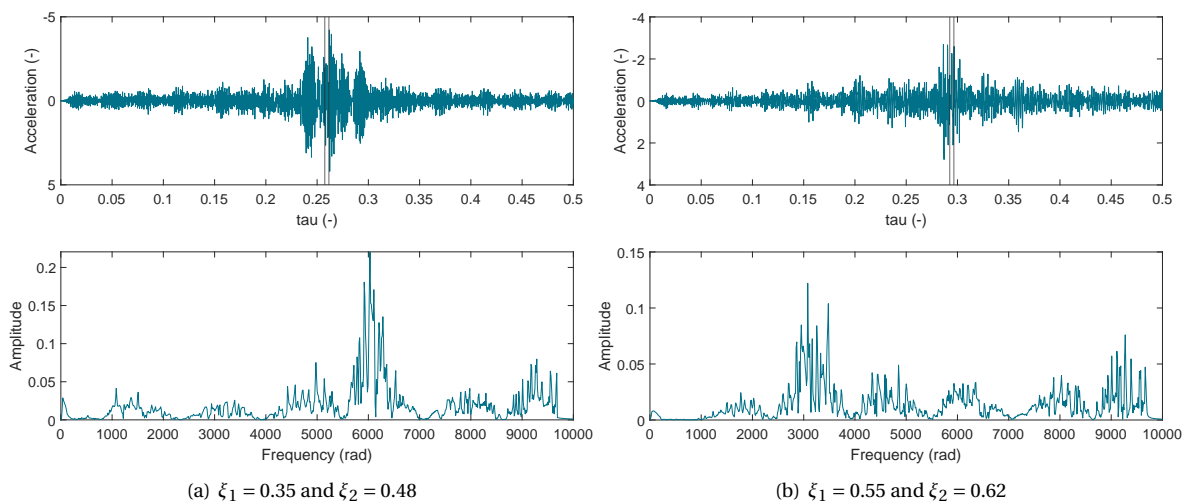 -5
0
5
Acceleration (-)
0 0.05 0.1 0.15 0.2 0.25 0.3 0.35 0.4 0.45 0.5
tau (-)
0.2
0.15
0.1
0.05
0
Amplitude
0 1000 2000 3000 4000 5000 6000 7000 8000 9000 10000
Frequency (rad)
(a) ξ1 = 0.35 and ξ2 = 0.48
-4
-2
0
2
4
Acceleration (-)
0 0.05 0.1 0.15 0.2 0.25 0.3 0.35 0.4 0.45 0.5
tau (-)
0.15
0.1
0.05
0
Amplitude
0 1000 2000 3000 4000 5000 6000 7000 8000 9000 10000
Frequency (rad)
(b) ξ1 = 0.55 and ξ2 = 0.62